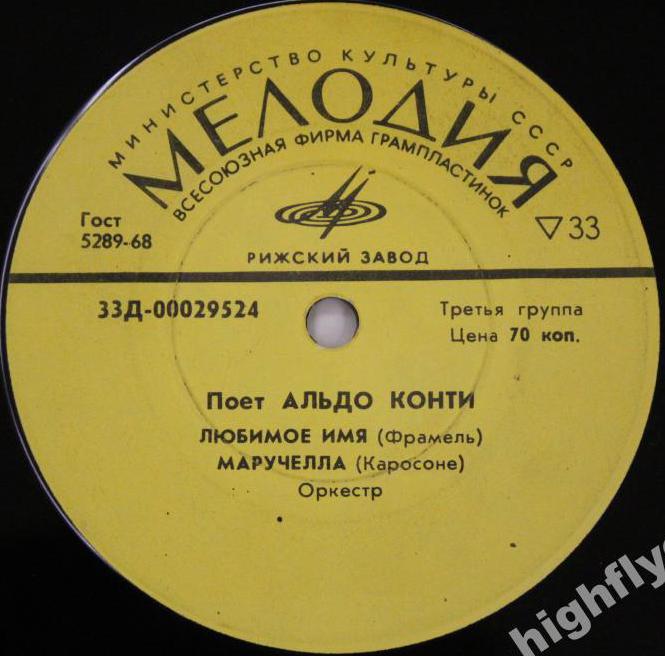 МИНИСТЕРСТВО КУЛЬТУРЫ СССР
МЕЛОДИЯ
ВСЕСОЮЗНАЯ ФИРМА ГРАМПЛАСТИНОК
Гост
5289-68
33
РИЖСКИЙ ЗАВОД
33Д-00029524
Третья группа
Цена 70 коп.
Поет АЛЬДО КОНТИ
ЛЮБИМОЕ ИМЯ (Фрамель)
МАРУЧЕЛЛА (Каросоне)
Оркестр